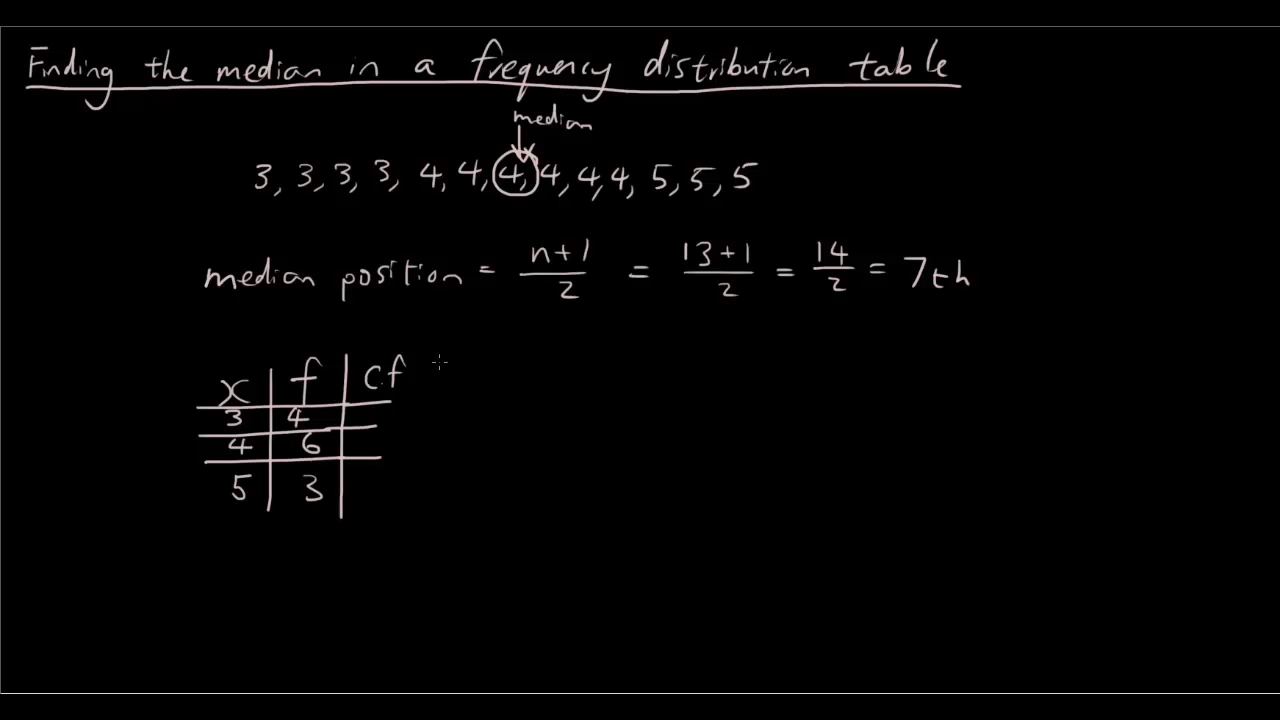 Finding the median in a frequency distribution table
median
3, 3, 3, 3, 4, 4, 4, 4, 4, 4, 5, 5, 5
median position = n+1/2 = 13+1/2 = 14/2 = 7th
x f cf
3 4
4 6
5 3